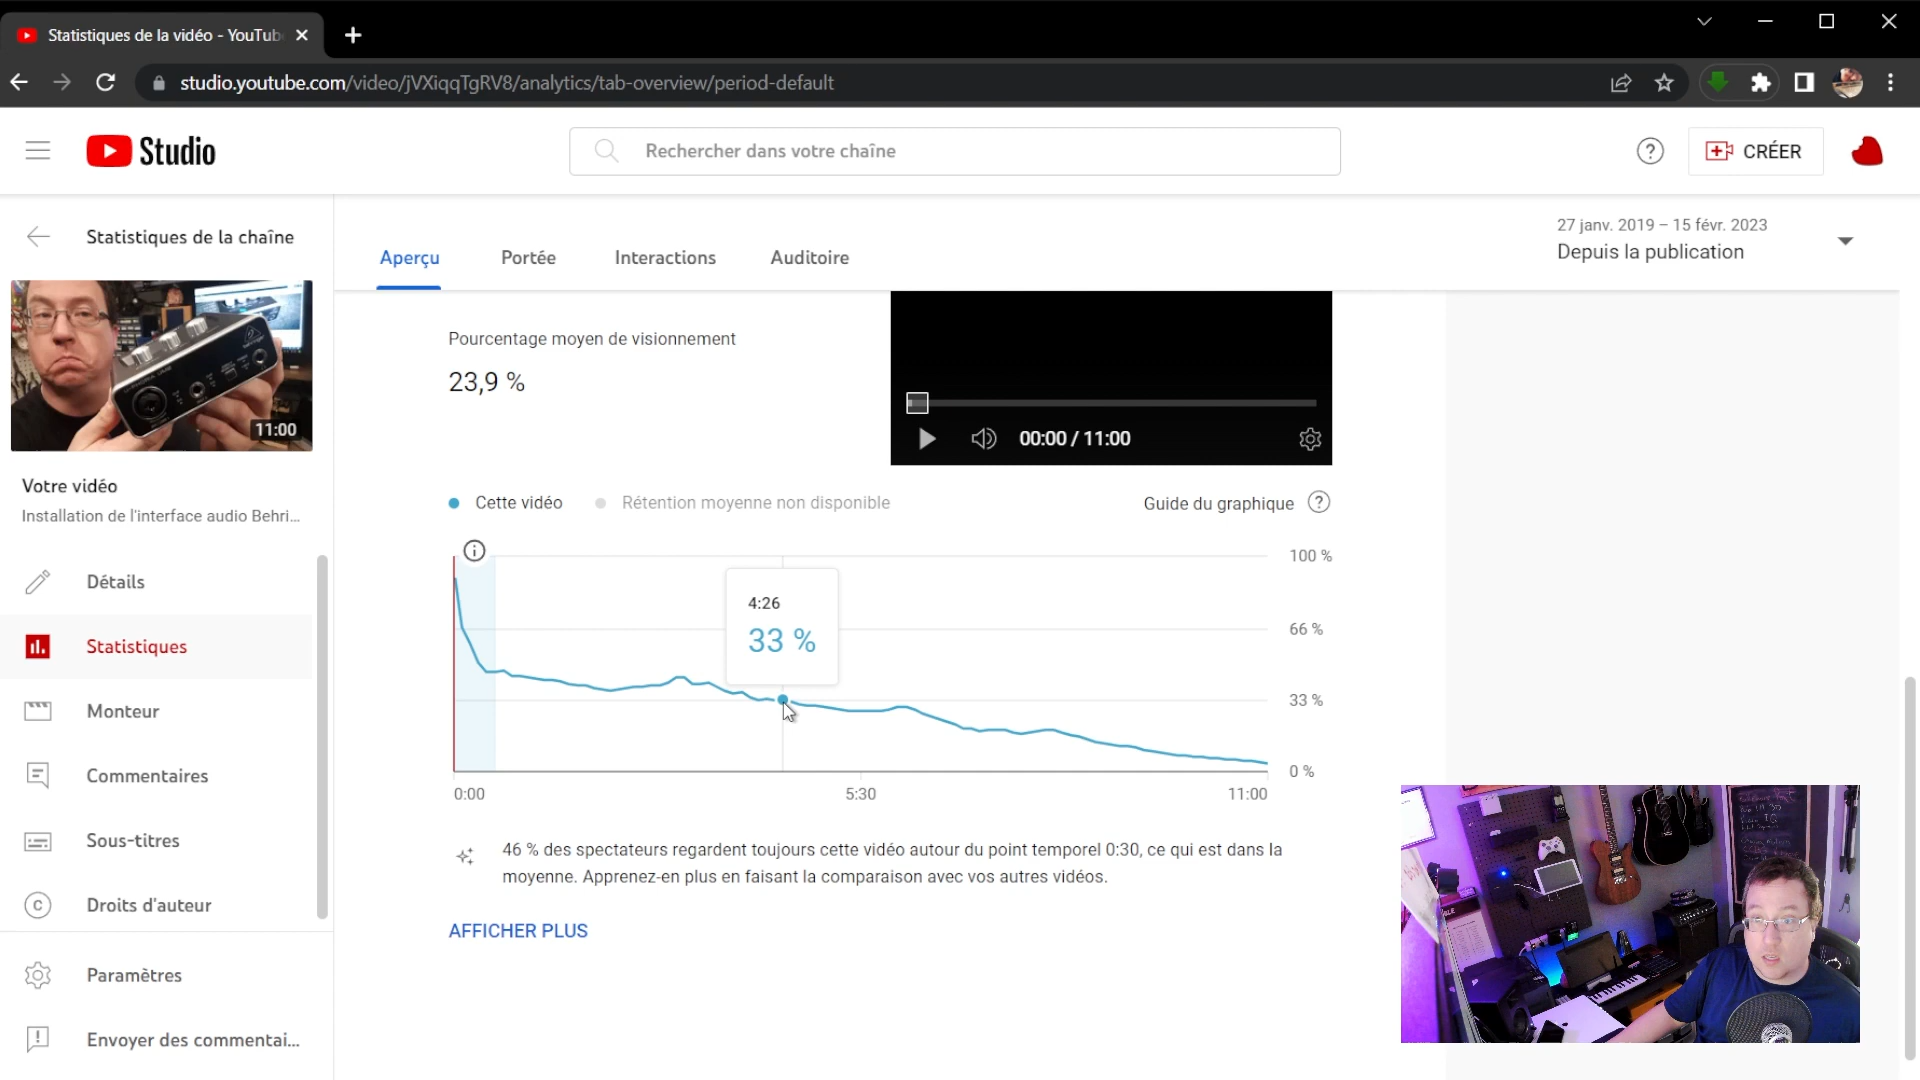 Statistiques de la vidéo - YouTub
studio.youtube.com/video/jVXiqqTgRV8/analytics/tab-overview/period-default
Studio
Rechercher dans votre chaîne
CRÉER
Statistiques de la chaîne
Aperçu
Portée
Interactions
Auditoire
27 janv. 2019 – 15 févr. 2023
Depuis la publication
11:00
Votre vidéo
Installation de l'interface audio Behri...
Détails
Statistiques
Monteur
Commentaires
Sous-titres
Droits d'auteur
Paramètres
Envoyer des commentai...
Pourcentage moyen de visionnement
23,9 %
00:00 / 11:00
Cette vidéo
Rétention moyenne non disponible
Guide du graphique
4:26
33 %
100 %
66 %
33 %
0 %
0:00
5:30
11:00
46 % des spectateurs regardent toujours cette vidéo autour du point temporel 0:30, ce qui est dans la
moyenne. Apprenez-en plus en faisant la comparaison avec vos autres vidéos.
AFFICHER PLUS